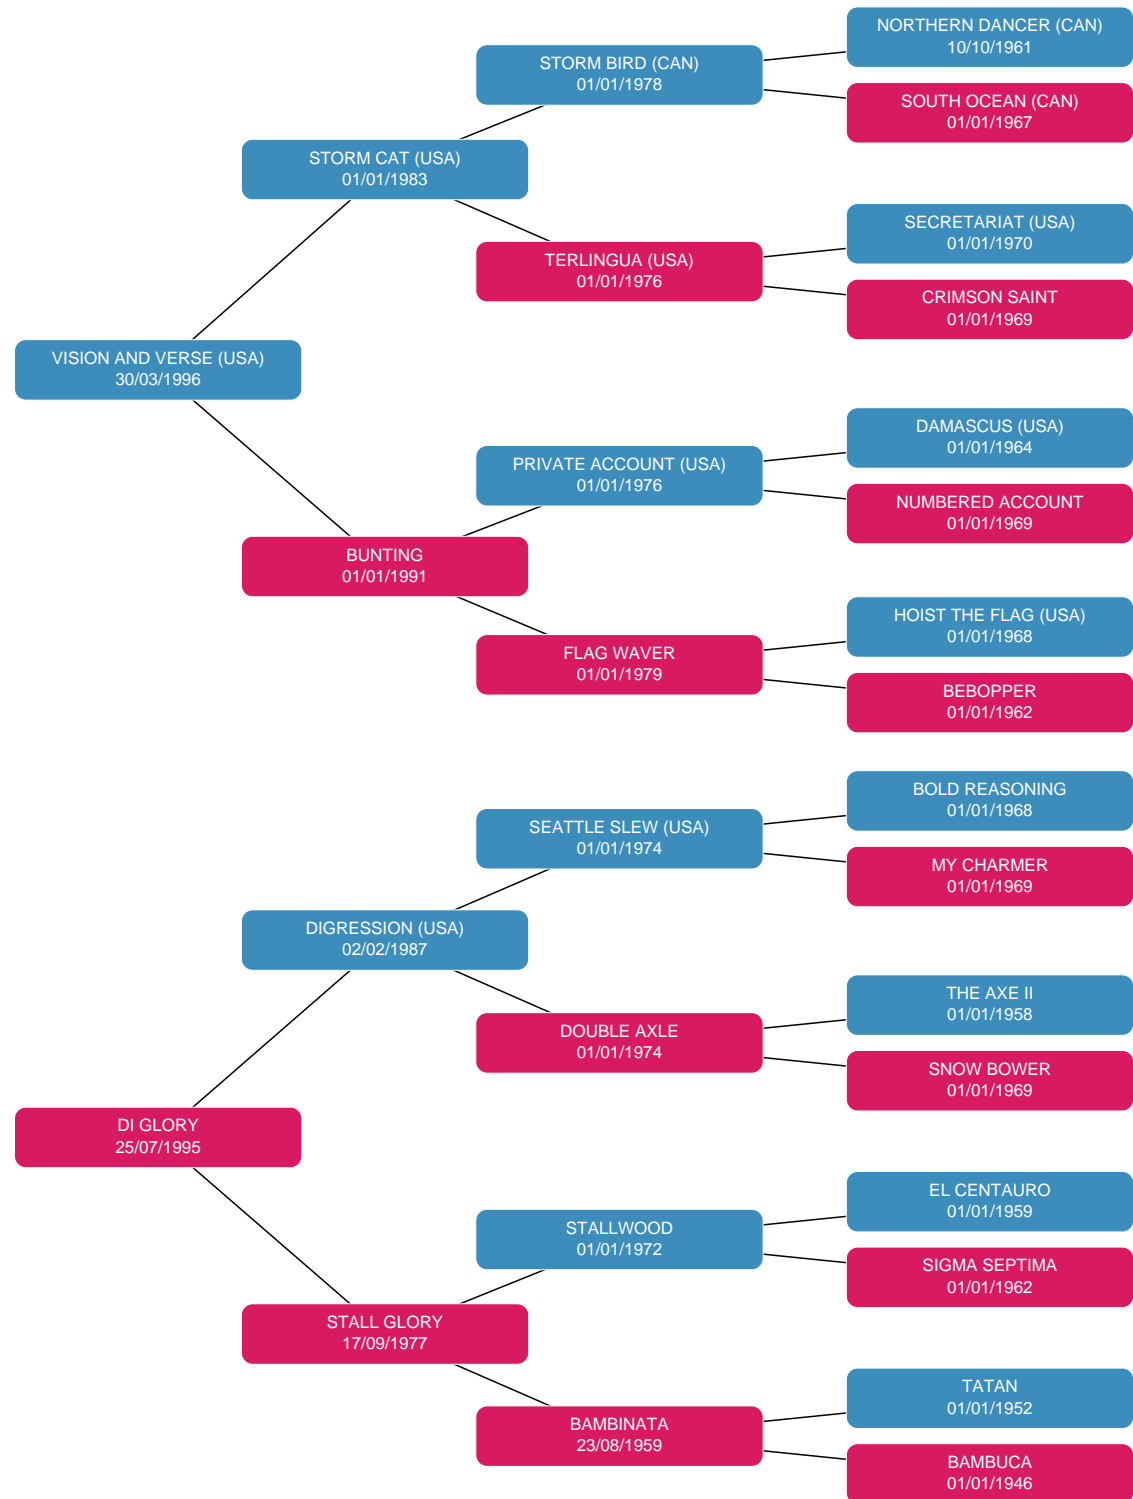 NORTHERN DANCER (CAN)
10/10/1961
STORM BIRD (CAN)
01/01/1978
SOUTH OCEAN (CAN)
01/01/1967
STORM CAT (USA)
01/01/1983
SECRETARIAT (USA)
01/01/1970
TERLINGUA (USA)
01/01/1976
CRIMSON SAINT
01/01/1969
VISION AND VERSE (USA)
30/03/1996
DAMASCUS (USA)
01/01/1964
PRIVATE ACCOUNT (USA)
01/01/1976
NUMBERED ACCOUNT
01/01/1969
BUNTING
01/01/1991
HOIST THE FLAG (USA)
01/01/1968
FLAG WAVER
01/01/1979
BEBOPPER
01/01/1962
BOLD REASONING
01/01/1968
SEATTLE SLEW (USA)
01/01/1974
MY CHARMER
01/01/1969
DIGRESSION (USA)
02/02/1987
THE AXE II
01/01/1958
DOUBLE AXLE
01/01/1974
SNOW BOWER
01/01/1969
DI GLORY
25/07/1995
EL CENTAURO
01/01/1959
STALLWOOD
01/01/1972
SIGMA SEPTIMA
01/01/1962
STALL GLORY
17/09/1977
TATAN
01/01/1952
BAMBINATA
23/08/1959
BAMBUCA
01/01/1946